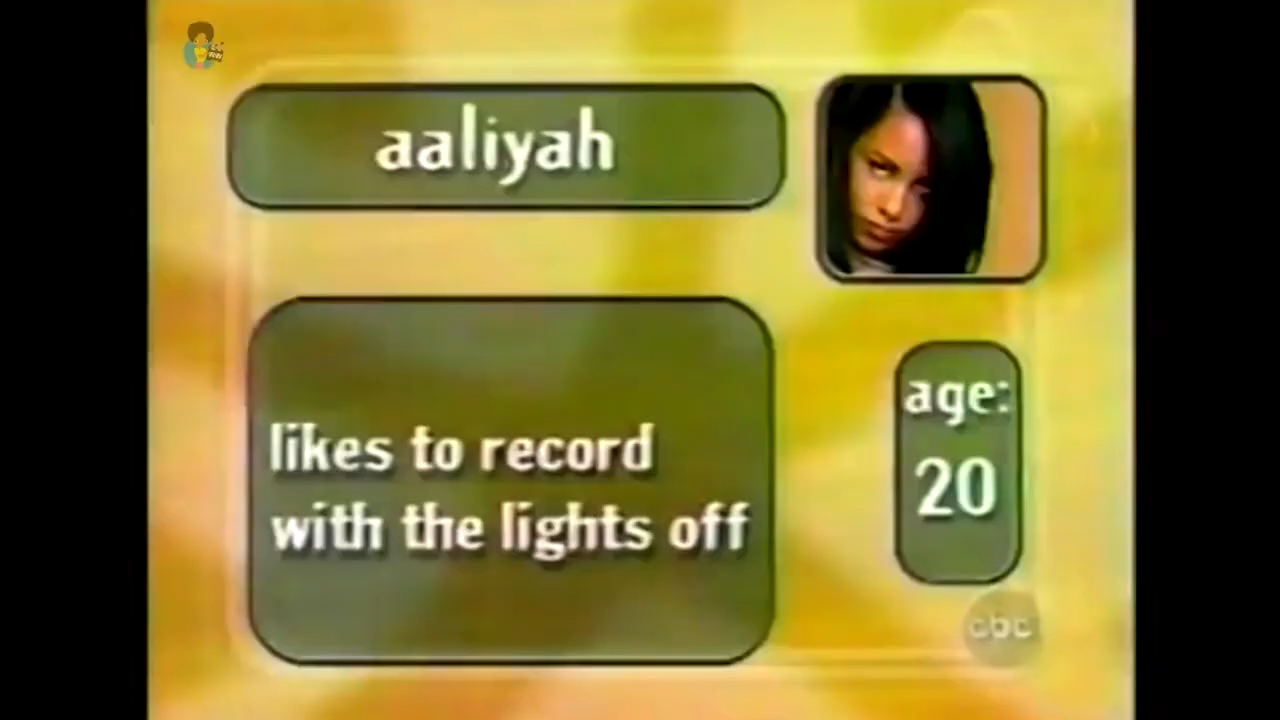 aaliyah
likes to record
with the lights off
age:
20
abc